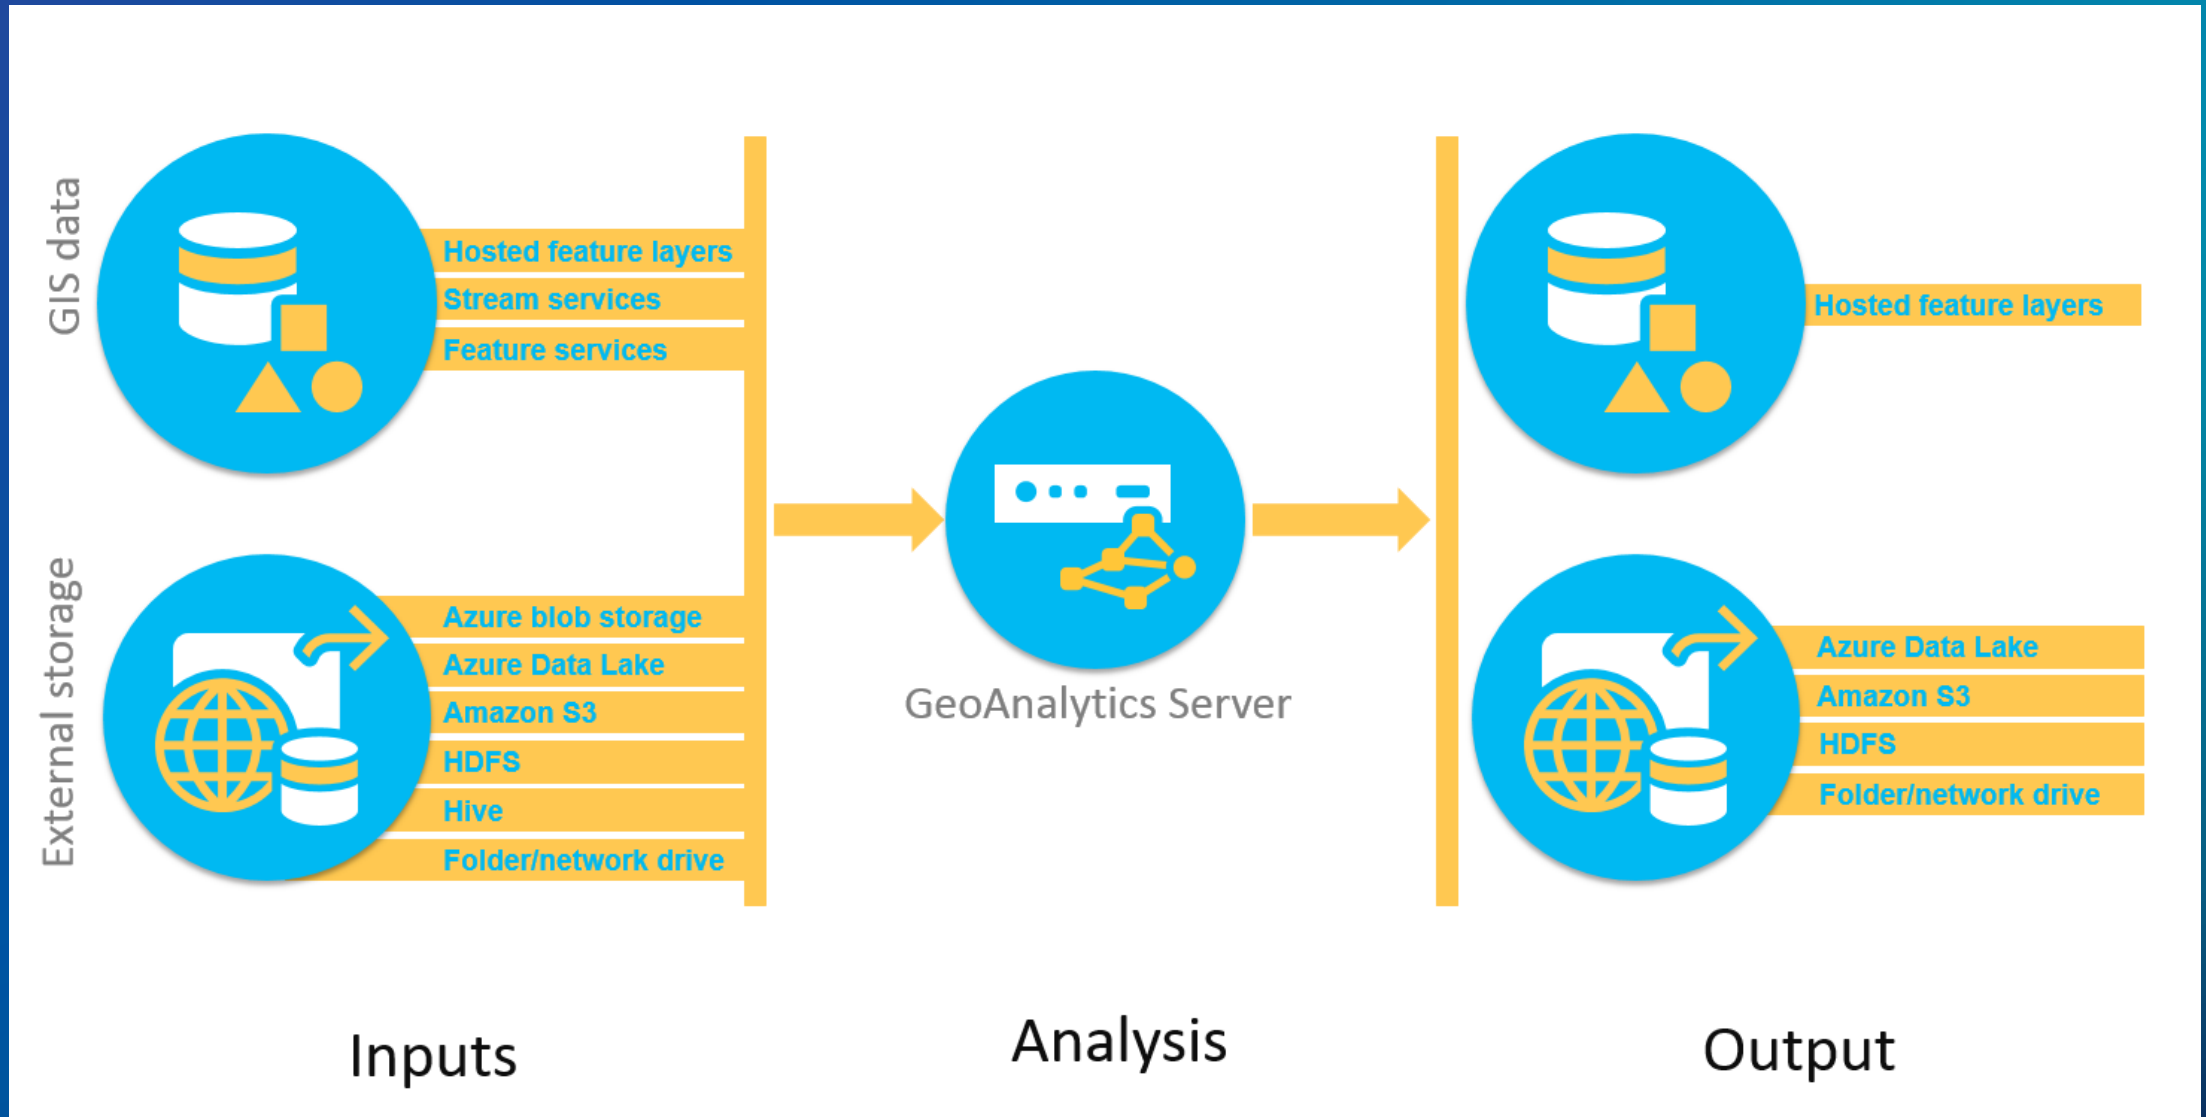 GIS data
Hosted feature layers
Stream services
Feature services
External storage
Azure blob storage
Azure Data Lake
Amazon S3
HDFS
Hive
Folder/network drive
Inputs
GeoAnalytics Server
Analysis
Hosted feature layers
Azure Data Lake
Amazon S3
HDFS
Folder/network drive
Output